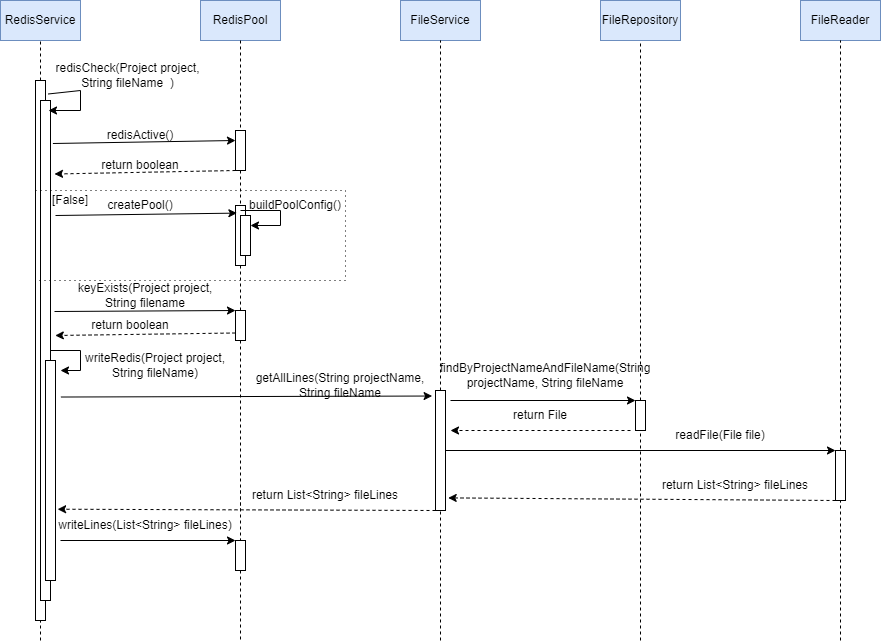 RedisService
RedisPool
FileService
FileRepository
FileReader
redisCheck(Project project,
String fileName )
redisActive()
return boolean
[False]
createPool()
buildPoolConfig()
keyExists(Project project,
String filename
return boolean
writeRedis(Project project,
String fileName)
getAllLines(String projectName,
String fileName
findByProjectNameAndFileName(String
projectName, String fileName
return File
readFile(File file)
return List<String> fileLines
return List<String> fileLines
writeLines(List<String> fileLines)